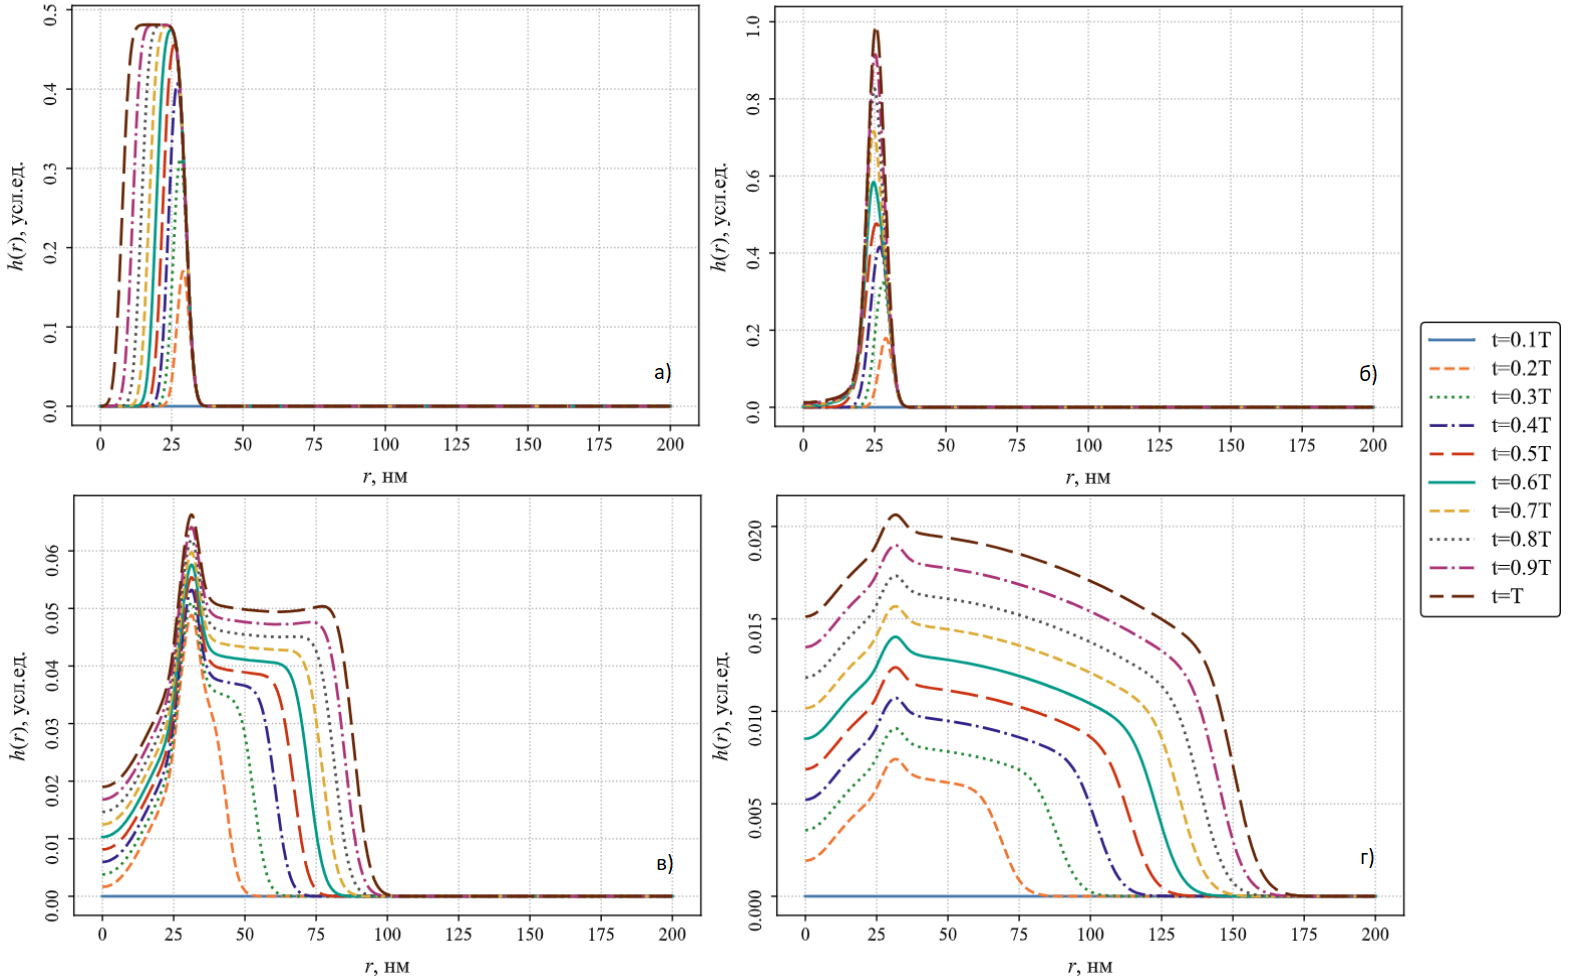 0.5
0.4
0.3
0.2
0.1
0.0
h(r), усл.ед.
а)
0 25 50 75 100 125 150 175 200
r, нм
1.0
0.8
0.6
0.4
0.2
0.0
h(r), усл.ед.
б)
0 25 50 75 100 125 150 175 200
r, нм
0.06
0.05
0.04
0.03
0.02
0.01
0.00
h(r), усл.ед.
в)
0 25 50 75 100 125 150 175 200
r, нм
0.020
0.015
0.010
0.005
0.000
h(r), усл.ед.
г)
0 25 50 75 100 125 150 175 200
r, нм
t=0.1T
t=0.2T
t=0.3T
t=0.4T
t=0.5T
t=0.6T
t=0.7T
t=0.8T
t=0.9T
t=T